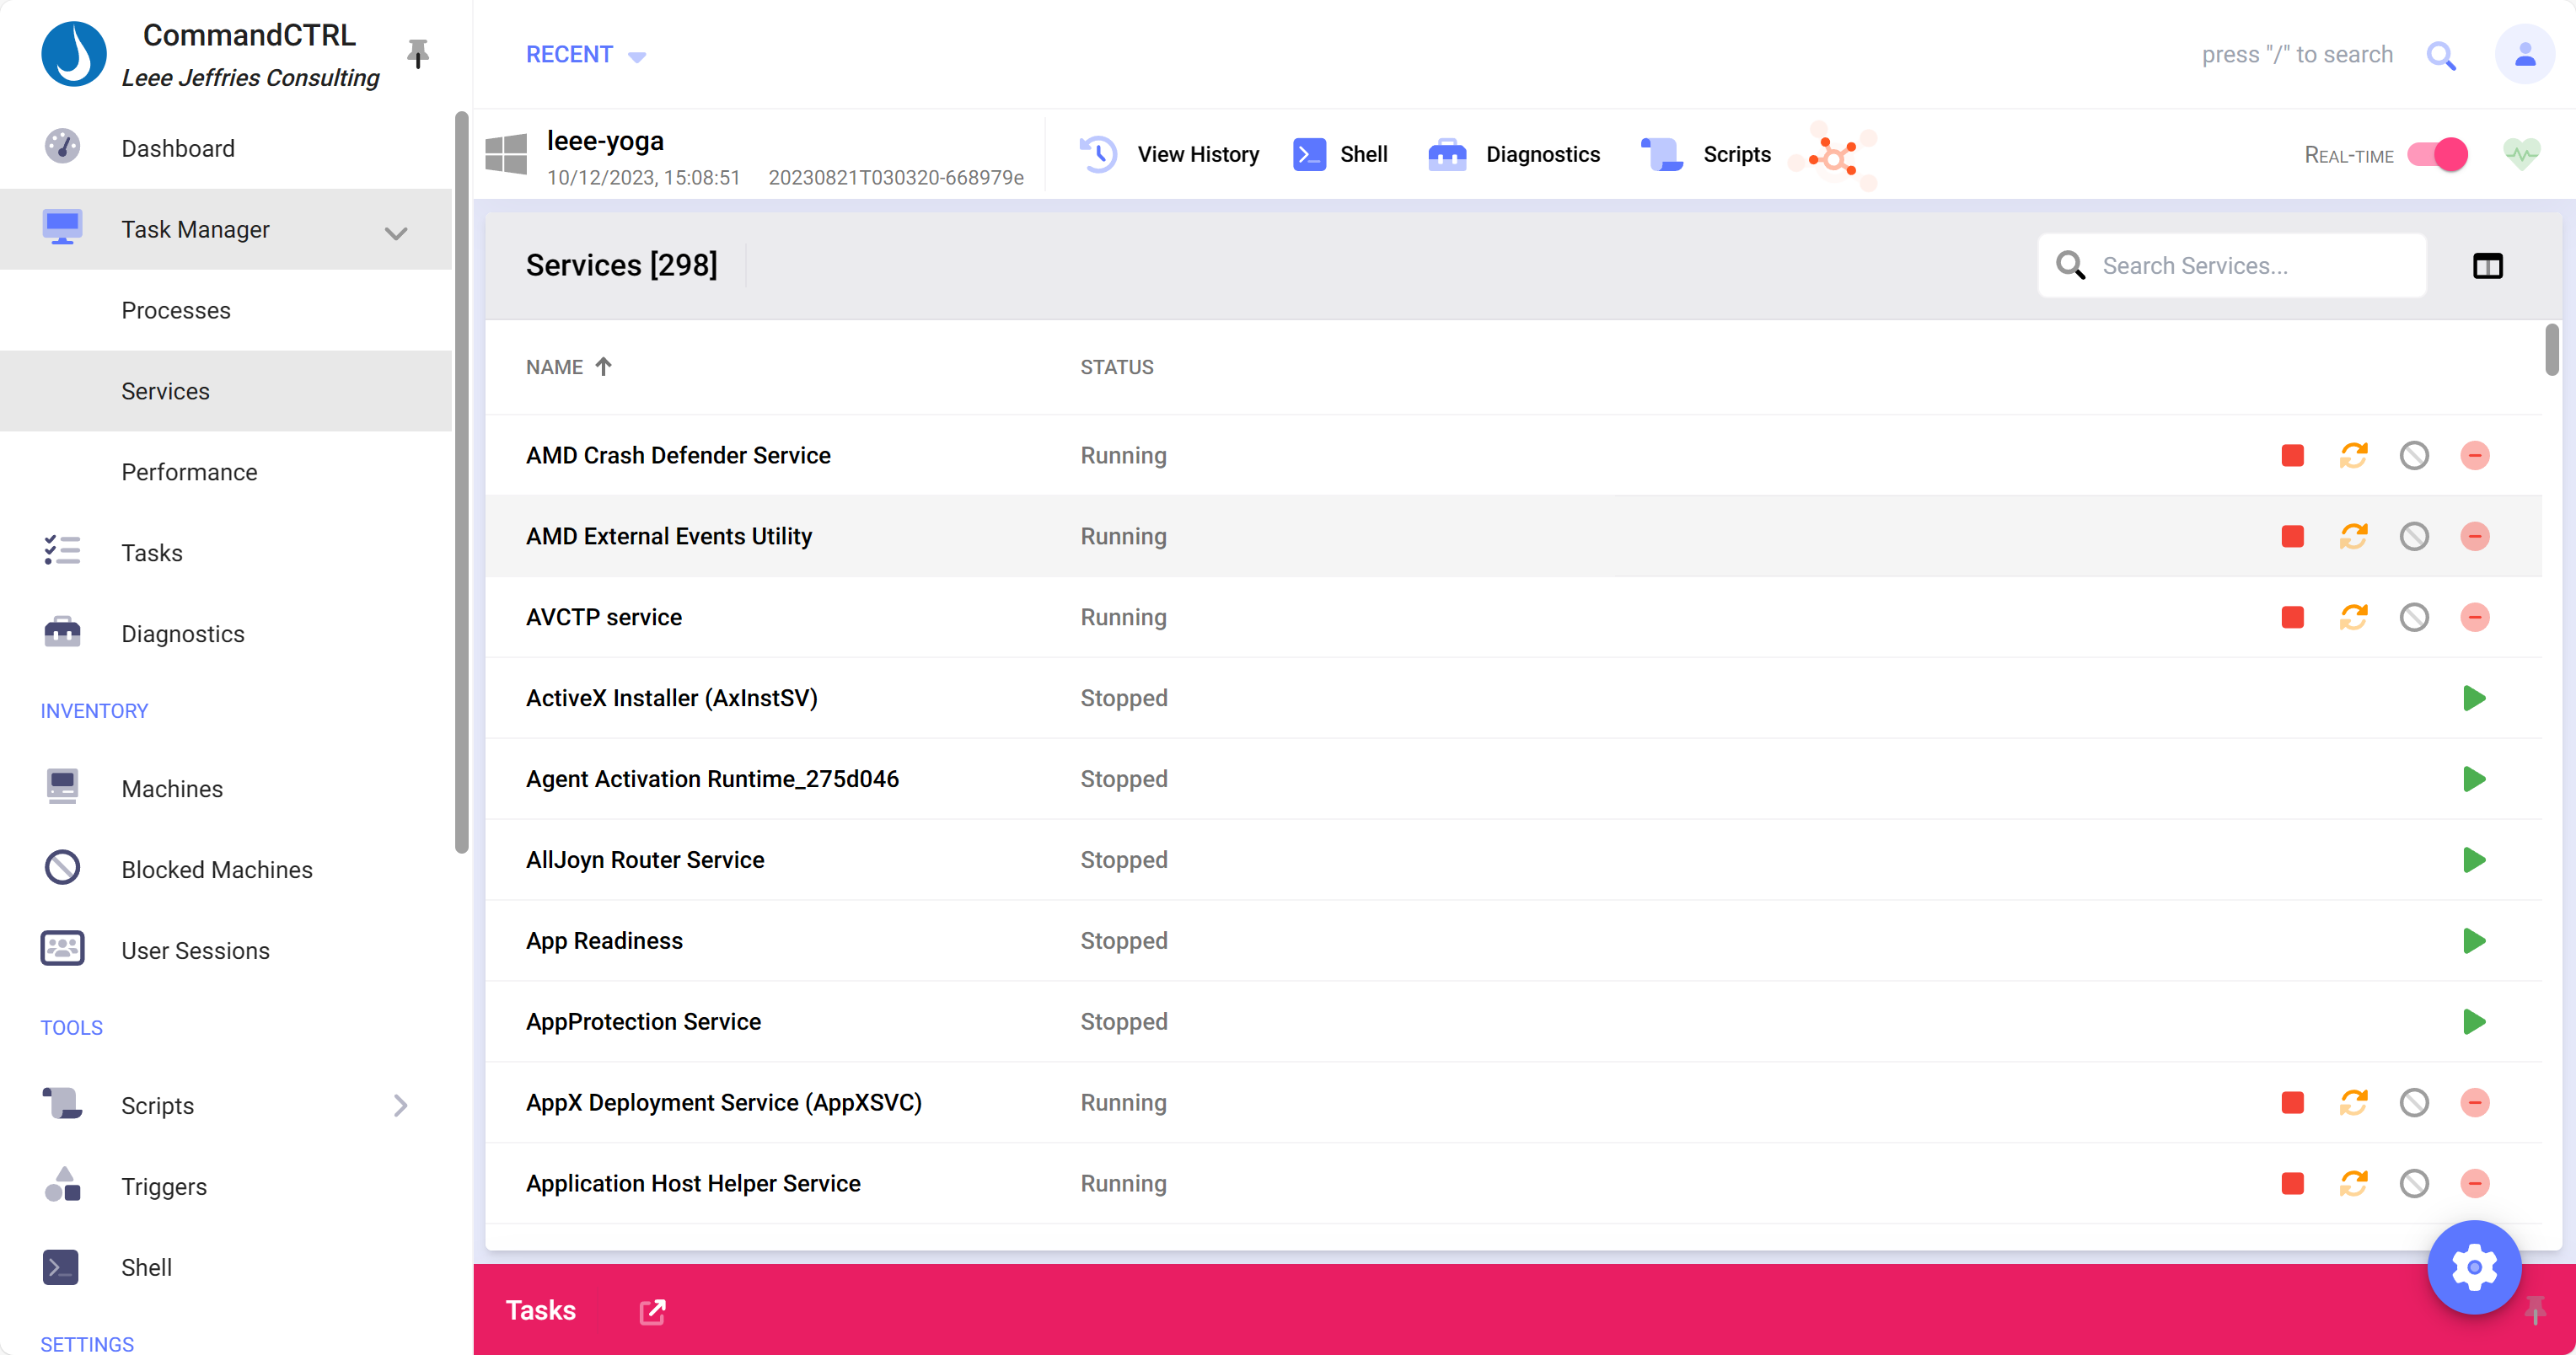 CommandCTRL
Leee Jeffries Consulting
Dashboard
Task Manager
Processes
Services
Performance
Tasks
Diagnostics
INVENTORY
Machines
Blocked Machines
User Sessions
TOOLS
Scripts
Triggers
Shell
SETTINGS
RECENT
press "/" to search
leee-yoga
10/12/2023, 15:08:51 20230821T030320-668979e
View History Shell Diagnostics Scripts
REAL-TIME
Services [298]
Search Services...
NAME STATUS
AMD Crash Defender Service Running
AMD External Events Utility Running
AVCTP service Running
ActiveX Installer (AxInstSV) Stopped
Agent Activation Runtime_275d046 Stopped
AllJoyn Router Service Stopped
App Readiness Stopped
AppProtection Service Stopped
AppX Deployment Service (AppXSVC) Running
Application Host Helper Service Running
Tasks